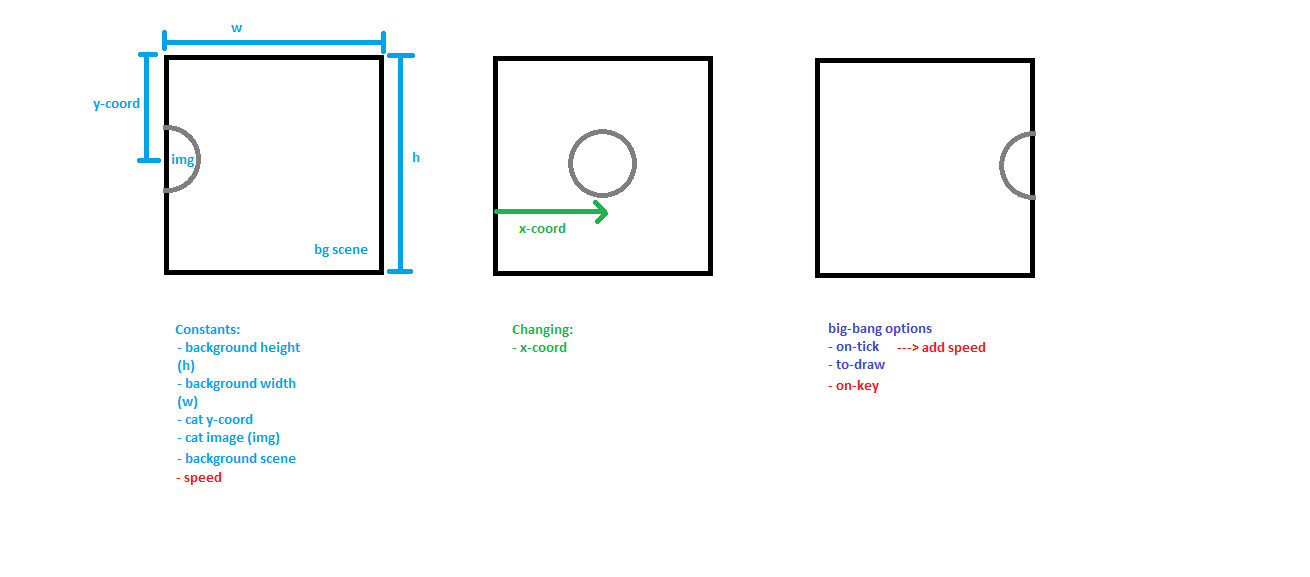 w
y-coord
img
h
bg scene
x-coord
Constants:
- background height
(h)
- background width
(w)
- cat y-coord
- cat image (img)
- background scene
- speed
Changing:
- x-coord
big-bang options
- on-tick ---> add speed
- to-draw
- on-key